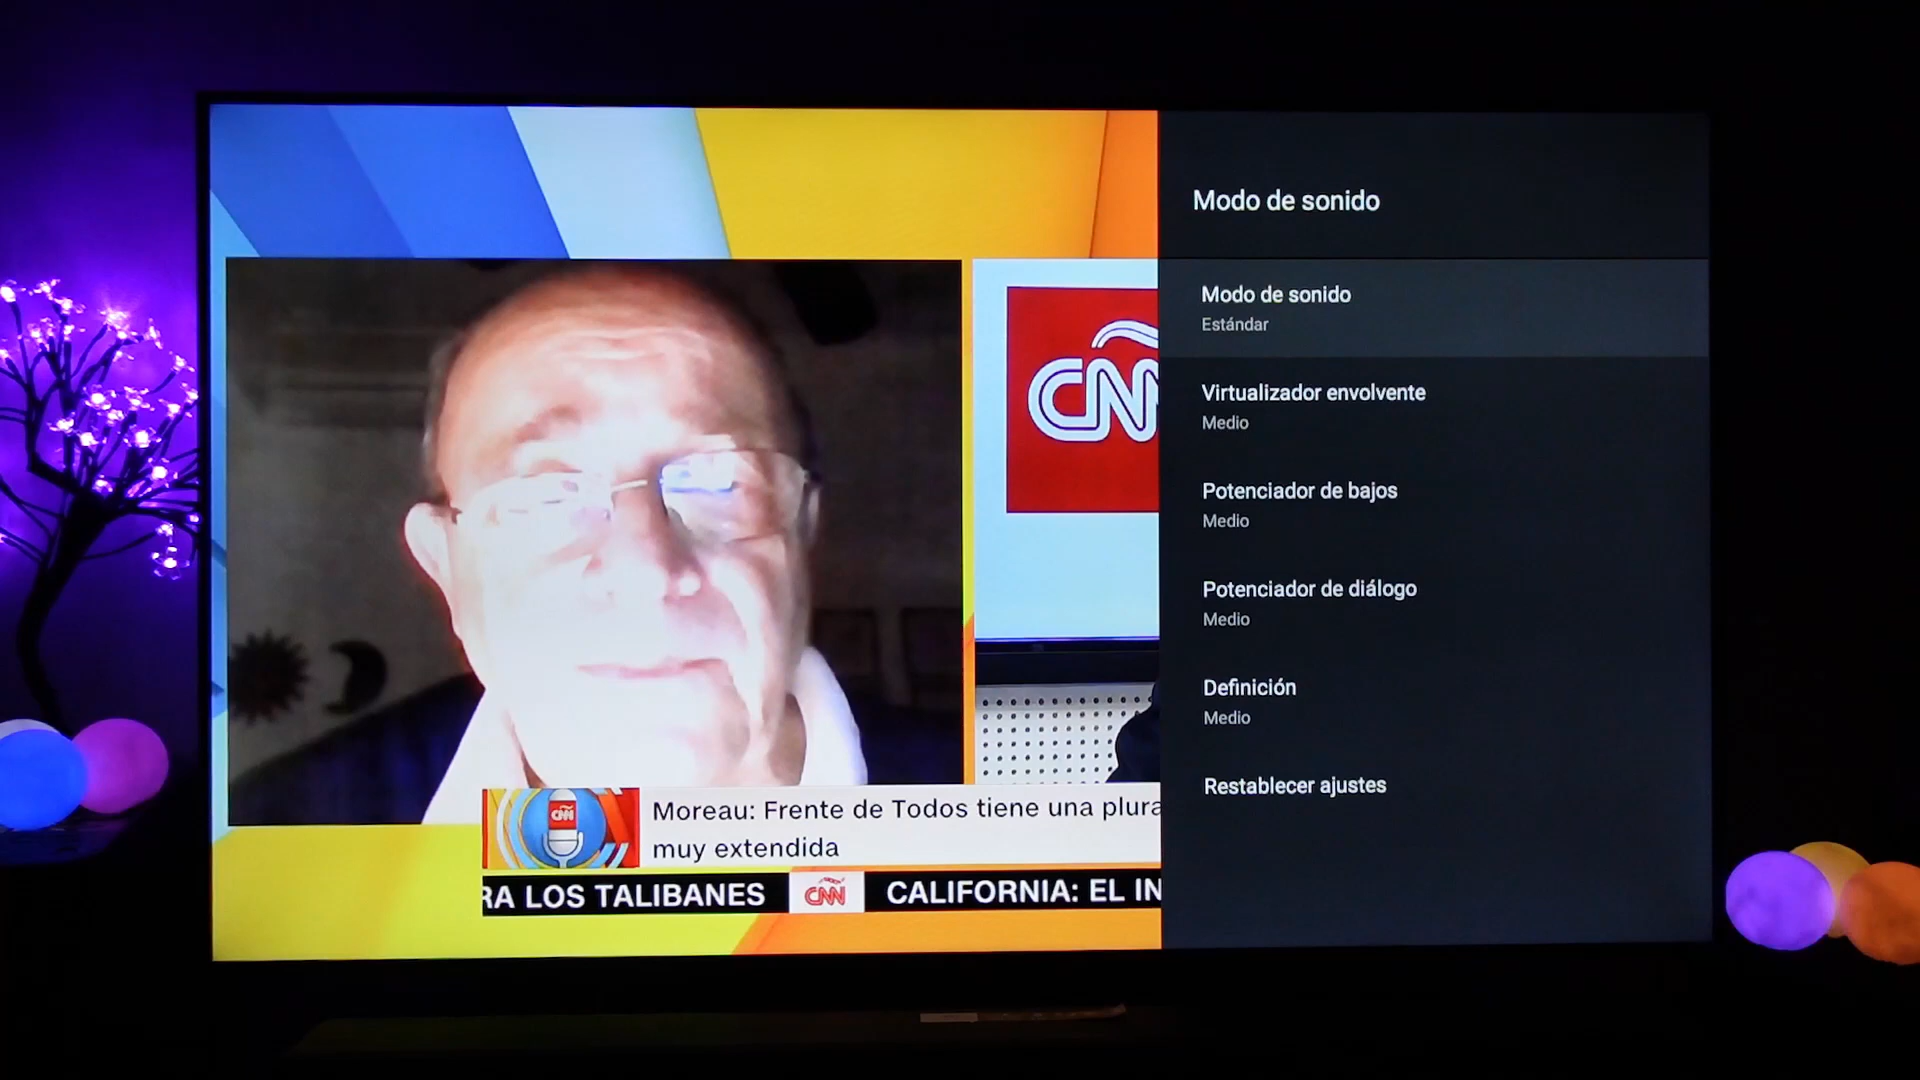 CNN
Moreau: Frente de Todos tiene una plura
muy extendida
RA LOS TALIBANES CNN CALIFORNIA: EL IN
Modo de sonido
Modo de sonido
Estándar
Virtualizador envolvente
Medio
Potenciador de bajos
Medio
Potenciador de diálogo
Medio
Definición
Medio
Restablecer ajustes